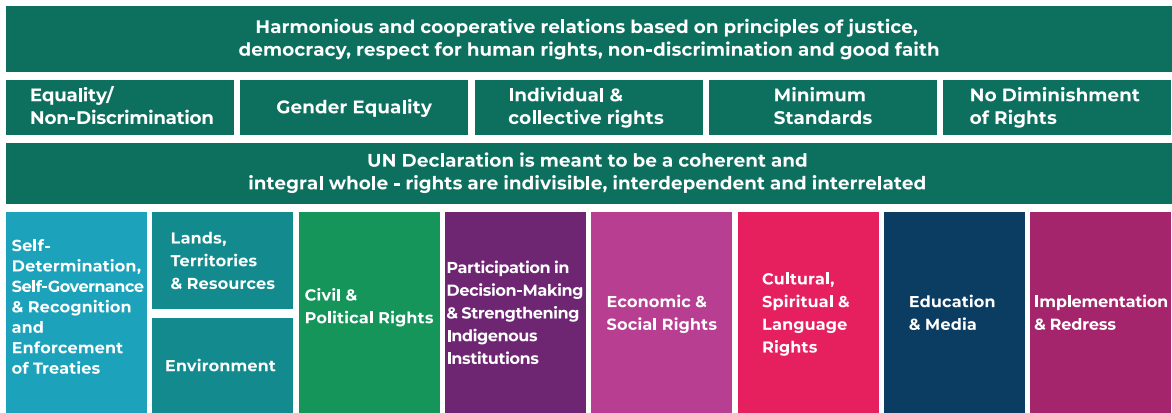 Harmonious and cooperative relations based on principles of justice,
democracy, respect for human rights, non-discrimination and good faith
Equality/
Non-Discrimination
Gender Equality
Individual &
collective rights
Minimum
Standards
No Diminishment
of Rights
UN Declaration is meant to be a coherent and
integral whole - rights are indivisible, interdependent and interrelated
Self-
Determination,
Self-Governance
& Recognition
and
Enforcement
of Treaties
Lands,
Territories
& Resources
Environment
Civil &
Political Rights
Participation in
Decision-Making
& Strengthening
Indigenous
Institutions
Economic &
Social Rights
Cultural,
Spiritual &
Language
Rights
Education
& Media
Implementation
& Redress